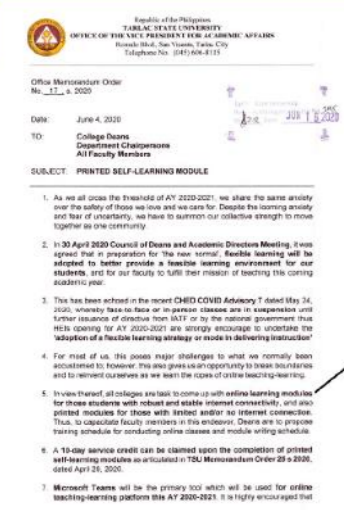 Republic of the Philippines
TARLAC STATE UNIVERSITY
OFFICE OF THE VICE PRESIDENT FOR ACADEMIC AFFAIRS
Romulo Blvd., San Vicente, Tarlac City
Telephone No. (045) 606-8115
Office Memorandum Order
No. 17, s. 2020
JUN 16 2020
Date: June 4, 2020
TO: College Deans
Department Chairpersons
All Faculty Members
SUBJECT: PRINTED SELF-LEARNING MODULE
1. As we all cross the threshold of AY 2020-2021, we share the same anxiety
over the safety of those we love and we care for. Despite the looming anxiety
and fear of uncertainty, we have to summon our collective strength to move
together as one community.
2. In 30 April 2020 Council of Deans and Academic Directors Meeting, it was
agreed that in preparation for 'the new normal', flexible learning will be
adopted to better provide a feasible learning environment for our
students, and for our faculty to fulfill their mission of teaching this coming
academic year.
3. This has been echoed in the recent CHED COVID Advisory 7 dated May 24,
2020, whereby face-to-face or in-person classes are in suspension until
further issuance of directive from IATF or by the national government thus
HEIs opening for AY 2020-2021 are strongly encourage to undertake the
'adoption of a flexible learning strategy or mode in delivering instruction'
4. For most of us, this poses major challenges to what we normally been
accustomed to, however, this also gives us an opportunity to break boundaries
and to reinvent ourselves as we learn the ropes of online teaching-learning.
5. In view thereof, all colleges are task to come up with online learning modules
for those students with robust and stable internet connectivity, and also
printed modules for those with limited and/or no internet connection.
Thus, to capacitate faculty members in this endeavor, Deans are to propose
training schedule for conducting online classes and module writing schedule.
6. A 10-day service credit can be claimed upon the completion of printed
self-learning modules as articulated in TSU Memorandum Order 25 s 2020,
dated April 28, 2020.
7. Microsoft Teams will be the primary tool which will be used for online
teaching-learning platform this AY 2020-2021. It is highly encouraged that